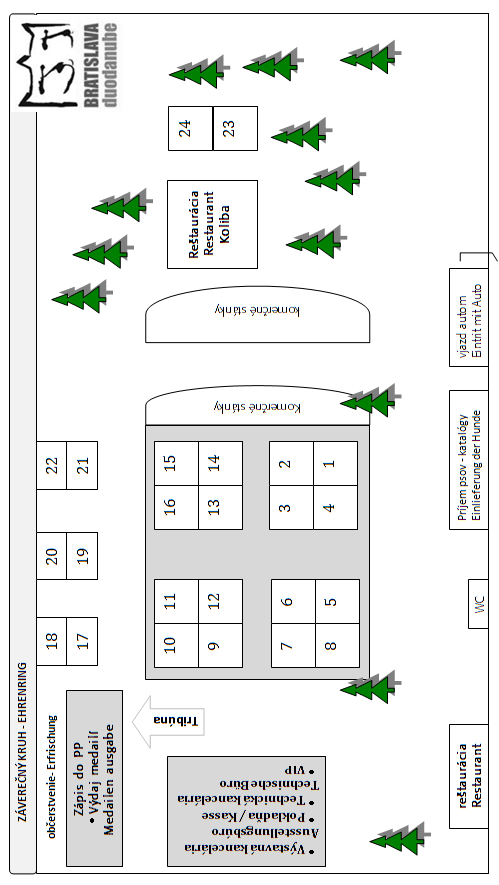 ZÁVEREČNÝ KRUH - EHRENRING
BRATISLAVA
duodanube
občerstvenie- Erfrischung
Zápis do PP
• Výdaj medailí
Medailen ausgabe
18
17
20
19
22
21
Tribúna
• Výstavná kancelária
Ausstellungsbüro
• Pokladňa / Kasse
• Technická kancelária
Technische Büro
• VIP
10
11
9
12
7
6
8
5
16
15
13
14
3
2
4
1
Komerčné stánky
komerčné stánky
Reštaurácia
Restaurant
Koliba
24
23
reštaurácia
Restaurant
WC
Príjem psov - katalógy
Einlieferung der Hunde
vjazd autom
Eintrit mit Auto